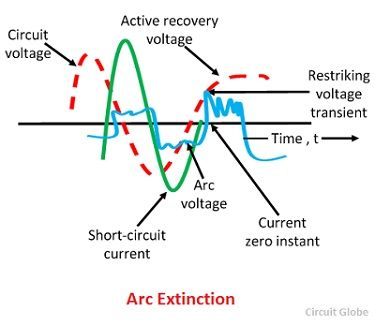 Active recovery
voltage
Circuit
voltage
Restriking
voltage
transient
Time , t
Arc
voltage
Current
zero instant
Short-circuit
current
Arc Extinction
Circuit Globe